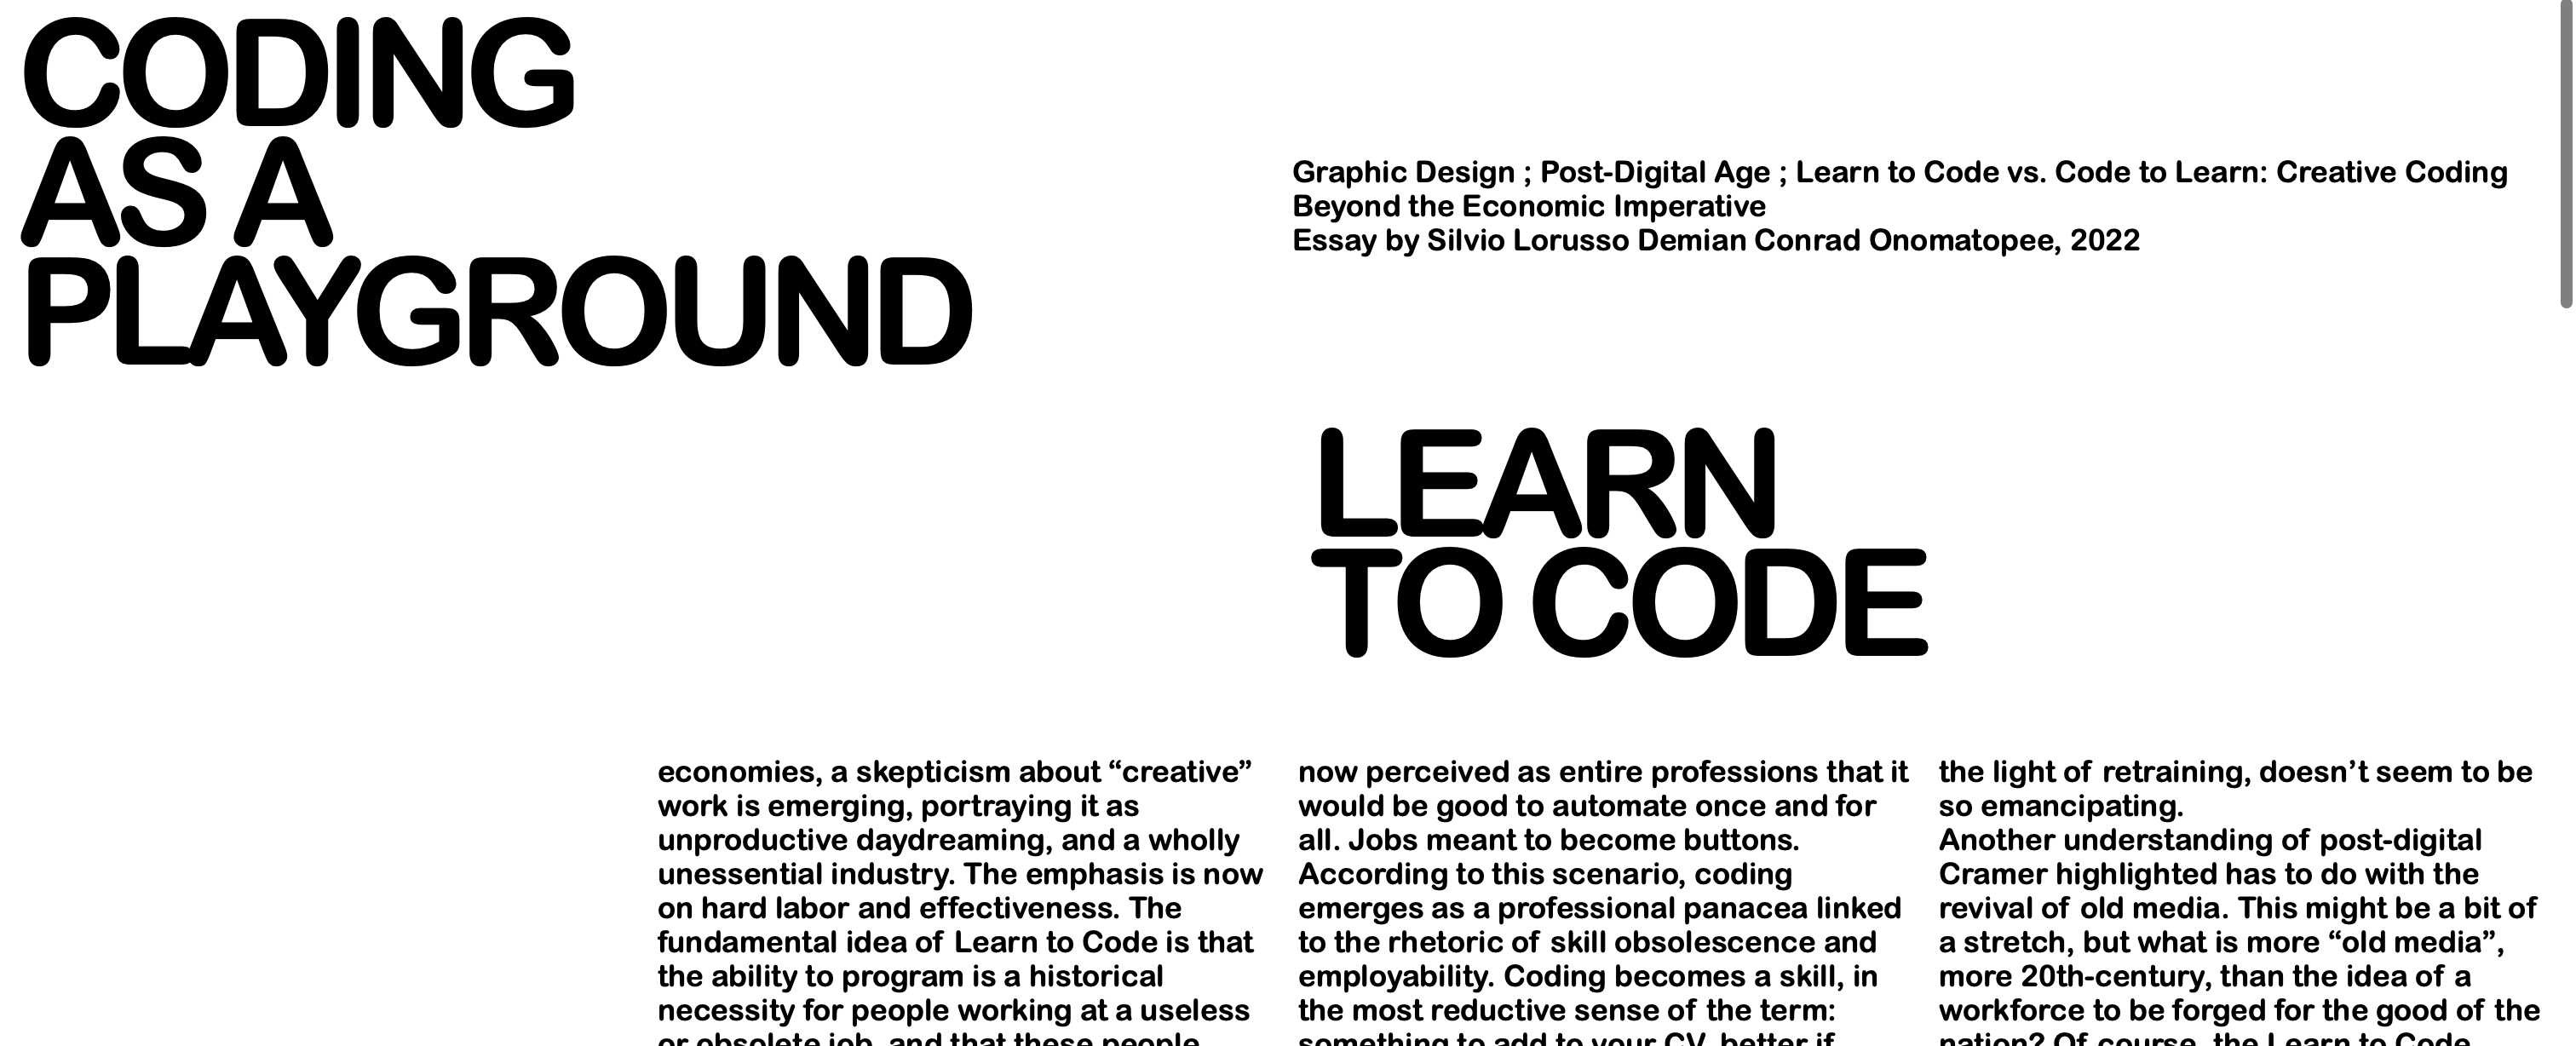 CODING
AS A
PLAYGROUND
Graphic Design ; Post-Digital Age ; Learn to Code vs. Code to Learn: Creative Coding
Beyond the Economic Imperative
Essay by Silvio Lorusso Demian Conrad Onomatopee, 2022
LEARN
TO CODE
economies, a skepticism about “creative”
work is emerging, portraying it as
unproductive daydreaming, and a wholly
unessential industry. The emphasis is now
on hard labor and effectiveness. The
fundamental idea of Learn to Code is that
the ability to program is a historical
necessity for people working at a useless
or obsolete job, and that these people
now perceived as entire professions that it
would be good to automate once and for
all. Jobs meant to become buttons.
According to this scenario, coding
emerges as a professional panacea linked
to the rhetoric of skill obsolescence and
employability. Coding becomes a skill, in
the most reductive sense of the term:
something to add to your CV, better if
the light of retraining, doesn’t seem to be
so emancipating.
Another understanding of post-digital
Cramer highlighted has to do with the
revival of old media. This might be a bit of
a stretch, but what is more “old media”,
more 20th-century, than the idea of a
workforce to be forged for the good of the
nation? Of course, the Learn to Code